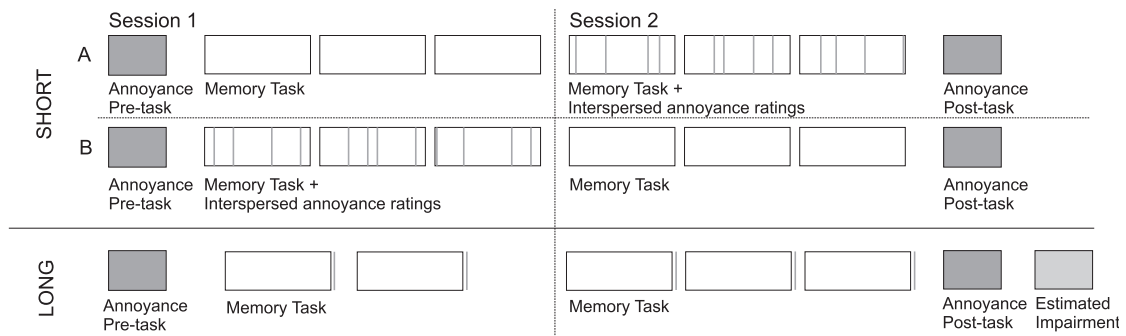 Session 1
Session 2
SHORT
A
Annoyance
Pre-task
Memory Task
Memory Task +
Interspersed annoyance ratings
Annoyance
Post-task
B
Annoyance
Pre-task
Memory Task +
Interspersed annoyance ratings
Memory Task
Annoyance
Post-task
LONG
Annoyance
Pre-task
Memory Task
Memory Task
Annoyance
Post-task
Estimated
Impairment